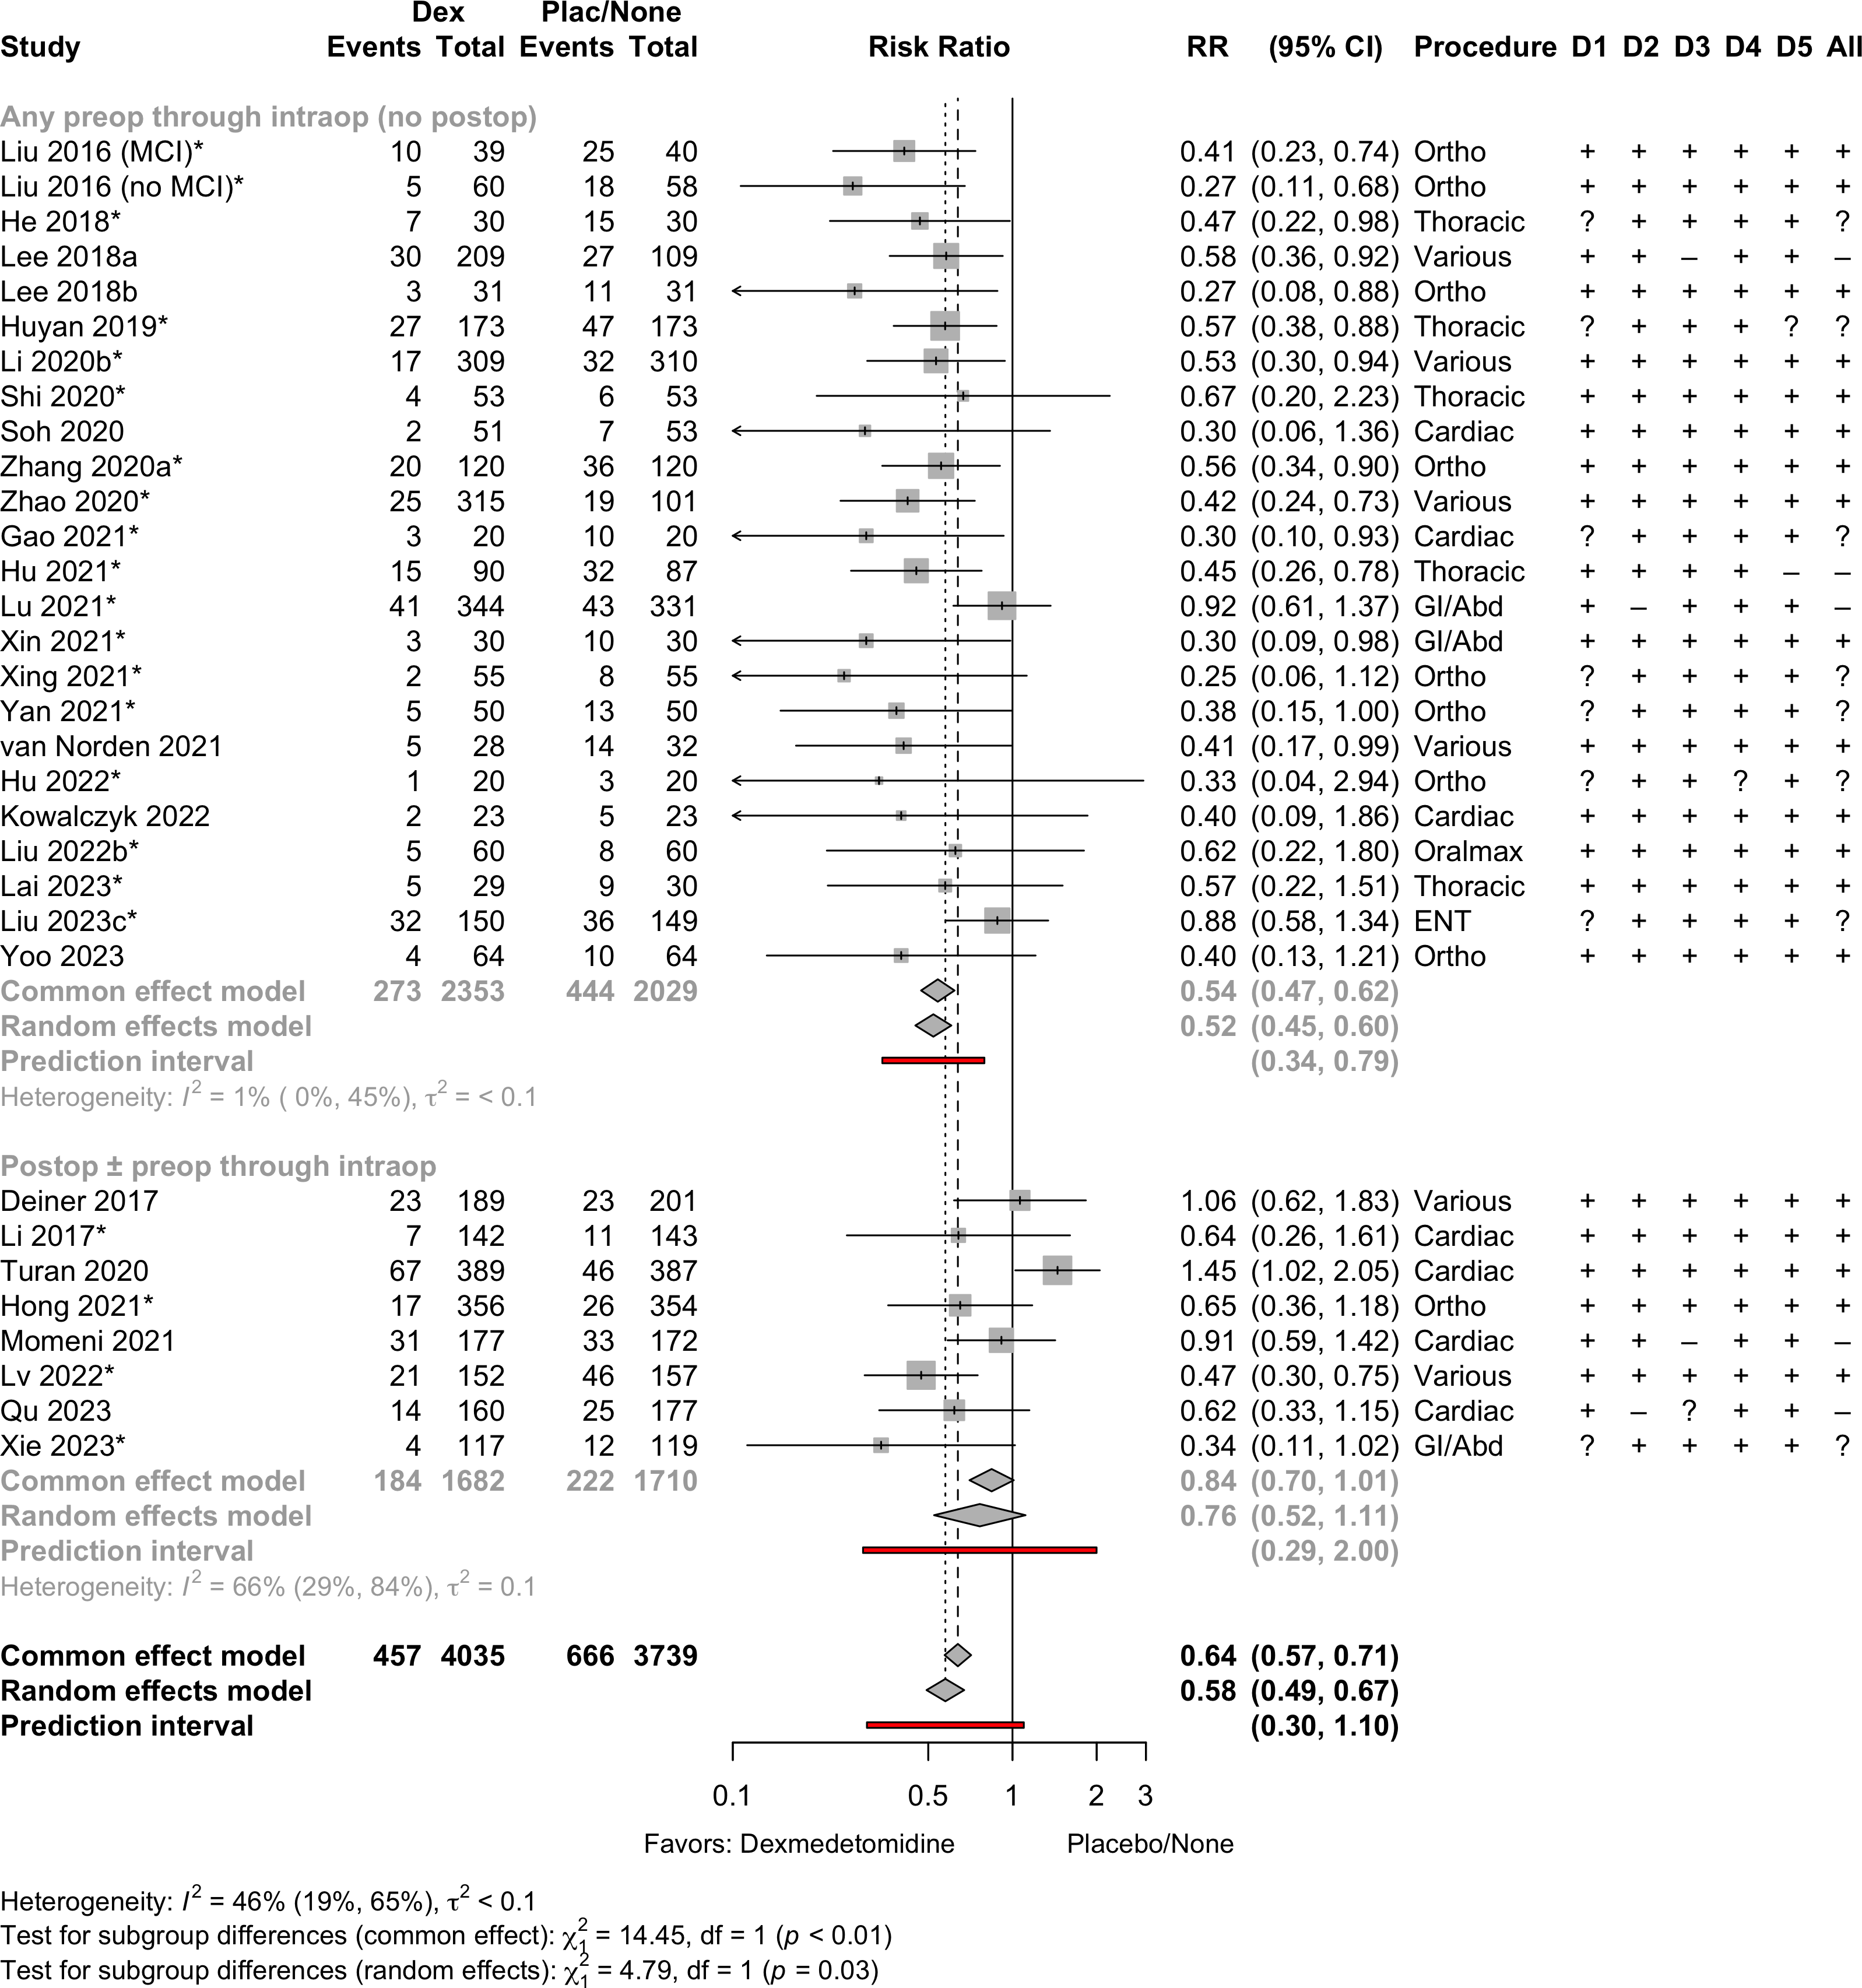 Dex Plac/None
Study Events Total Events Total Risk Ratio RR (95% CI) Procedure D1 D2 D3 D4 D5 All
Any preop through intraop (no postop)
Liu 2016 (MCI)* 10 39 25 40 0.41 (0.23, 0.74) Ortho + + + + + +
Liu 2016 (no MCI)* 5 60 18 58 0.27 (0.11, 0.68) Ortho + + + + + +
He 2018* 7 30 15 30 0.47 (0.22, 0.98) Thoracic ? + + + + ?
Lee 2018a 30 209 27 109 0.58 (0.36, 0.92) Various + + – + + –
Lee 2018b 3 31 11 31 0.27 (0.08, 0.88) Ortho + + + + + +
Huyan 2019* 27 173 47 173 0.57 (0.38, 0.88) Thoracic ? + + + ? ?
Li 2020b* 17 309 32 310 0.53 (0.30, 0.94) Various + + + + + +
Shi 2020* 4 53 6 53 0.67 (0.20, 2.23) Thoracic + + + + + +
Soh 2020 2 51 7 53 0.30 (0.06, 1.36) Cardiac + + + + + +
Zhang 2020a* 20 120 36 120 0.56 (0.34, 0.90) Ortho + + + + + +
Zhao 2020* 25 315 19 101 0.42 (0.24, 0.73) Various + + + + + +
Gao 2021* 3 20 10 20 0.30 (0.10, 0.93) Cardiac ? + + + + ?
Hu 2021* 15 90 32 87 0.45 (0.26, 0.78) Thoracic + + + + – –
Lu 2021* 41 344 43 331 0.92 (0.61, 1.37) GI/Abd + – + + + –
Xin 2021* 3 30 10 30 0.30 (0.09, 0.98) GI/Abd + + + + + +
Xing 2021* 2 55 8 55 0.25 (0.06, 1.12) Ortho ? + + + + ?
Yan 2021* 5 50 13 50 0.38 (0.15, 1.00) Ortho ? + + + + ?
van Norden 2021 5 28 14 32 0.41 (0.17, 0.99) Various + + + + + +
Hu 2022* 1 20 3 20 0.33 (0.04, 2.94) Ortho ? + + ? + ?
Kowalczyk 2022 2 23 5 23 0.40 (0.09, 1.86) Cardiac + + + + + +
Liu 2022b* 5 60 8 60 0.62 (0.22, 1.80) Oralmax + + + + + +
Lai 2023* 5 29 9 30 0.57 (0.22, 1.51) Thoracic + + + + + +
Liu 2023c* 32 150 36 149 0.88 (0.58, 1.34) ENT ? + + + + ?
Yoo 2023 4 64 10 64 0.40 (0.13, 1.21) Ortho + + + + + +
Common effect model 273 2353 444 2029 0.54 (0.47, 0.62)
Random effects model 0.52 (0.45, 0.60)
Prediction interval (0.34, 0.79)
Heterogeneity: I² = 1% ( 0%, 45%), τ² = < 0.1
Postop ± preop through intraop
Deiner 2017 23 189 23 201 1.06 (0.62, 1.83) Various + + + + + +
Li 2017* 7 142 11 143 0.64 (0.26, 1.61) Cardiac + + + + + +
Turan 2020 67 389 46 387 1.45 (1.02, 2.05) Cardiac + + + + + +
Hong 2021* 17 356 26 354 0.65 (0.36, 1.18) Ortho + + + + + +
Momeni 2021 31 177 33 172 0.91 (0.59, 1.42) Cardiac + + – + + –
Lv 2022* 21 152 46 157 0.47 (0.30, 0.75) Various + + + + + +
Qu 2023 14 160 25 177 0.62 (0.33, 1.15) Cardiac + – ? + + –
Xie 2023* 4 117 12 119 0.34 (0.11, 1.02) GI/Abd ? + + + + ?
Common effect model 184 1682 222 1710 0.84 (0.70, 1.01)
Random effects model 0.76 (0.52, 1.11)
Prediction interval (0.29, 2.00)
Heterogeneity: I² = 66% (29%, 84%), τ² = 0.1
Common effect model 457 4035 666 3739 0.64 (0.57, 0.71)
Random effects model 0.58 (0.49, 0.67)
Prediction interval (0.30, 1.10)
0.1 0.5 1 2 3
Favors: Dexmedetomidine Placebo/None
Heterogeneity: I² = 46% (19%, 65%), τ² < 0.1
Test for subgroup differences (common effect): χ₁² = 14.45, df = 1 (p < 0.01)
Test for subgroup differences (random effects): χ₁² = 4.79, df = 1 (p = 0.03)